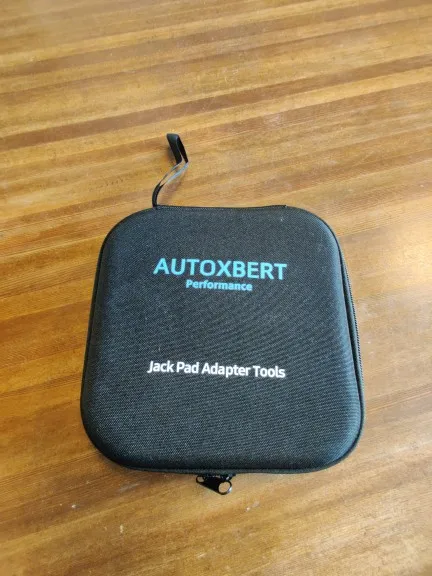 AUTOXBERT
Performance
Jack Pad Adapter Tools